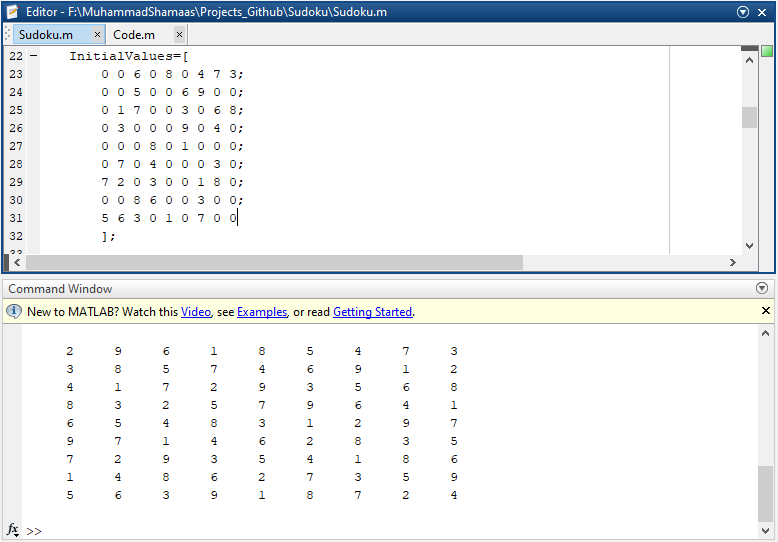 Editor - F:\MuhammadShamaas\Projects_Github\Sudoku\Sudoku.m
Sudoku.m Code.m
22 InitialValues=[
23 0 0 6 0 8 0 4 7 3;
24 0 0 5 0 0 6 9 0 0;
25 0 1 7 0 0 3 0 6 8;
26 0 3 0 0 0 9 0 4 0;
27 0 0 0 8 0 1 0 0 0;
28 0 7 0 4 0 0 0 3 0;
29 7 2 0 3 0 0 1 8 0;
30 0 0 8 6 0 0 3 0 0;
31 5 6 3 0 1 0 7 0 0
32 ];
33
Command Window
New to MATLAB? Watch this Video, see Examples, or read Getting Started.
2 9 6 1 8 5 4 7 3
3 8 5 7 4 6 9 1 2
4 1 7 2 9 3 5 6 8
8 3 2 5 7 9 6 4 1
6 5 4 8 3 1 2 9 7
9 7 1 4 6 2 8 3 5
7 2 9 3 5 4 1 8 6
1 4 8 6 2 7 3 5 9
5 6 3 9 1 8 7 2 4
fx >>